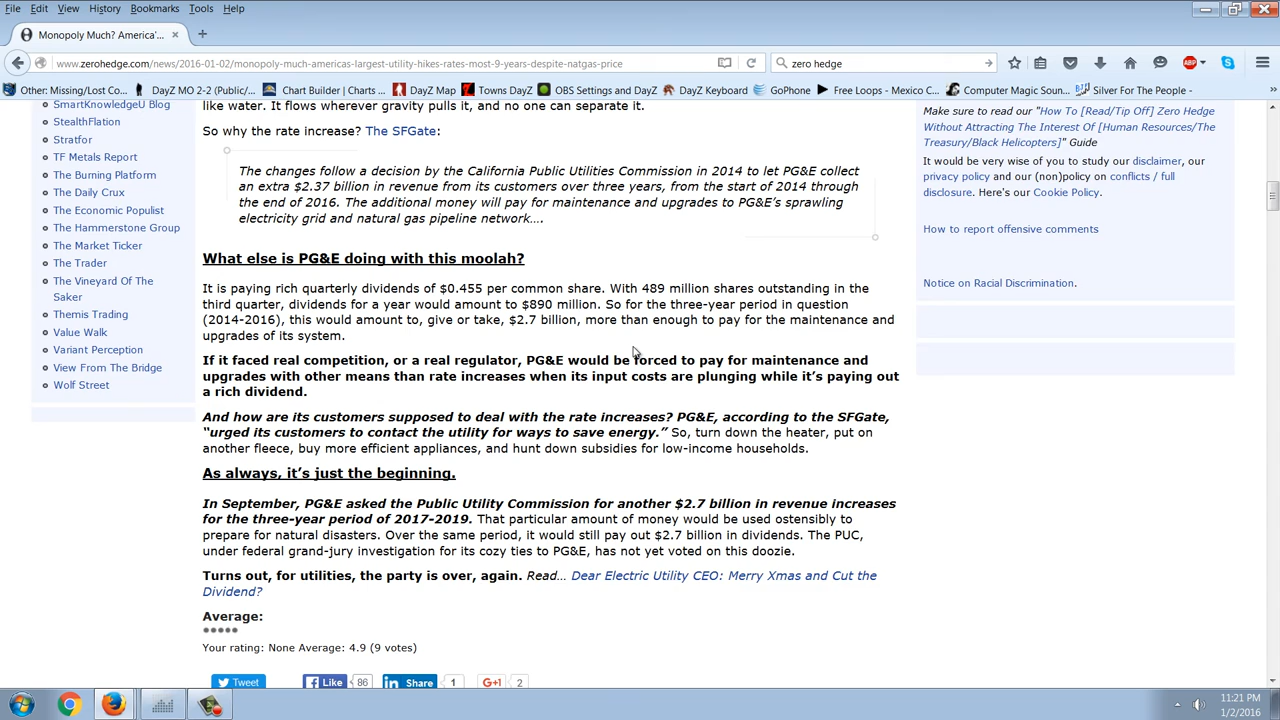 File Edit View History Bookmarks Tools Help
Monopoly Much? America'... × +
www.zerohedge.com/news/2016-01-02/monopoly-much-americas-largest-utility-hikes-rates-most-9-years-despite-natgas-price
zero hedge
ABP
Other: Missing/Lost Co... DayZ MO 2-2 (Public/... Chart Builder | Charts ... DayZ Map Towns DayZ OBS Settings and DayZ DayZ Keyboard GoPhone Free Loops - Mexico C... Computer Magic Soun... Silver For The People - ...
SmartKnowledgeU Blog
StealthFlation
Stratfor
TF Metals Report
The Burning Platform
The Daily Crux
The Economic Populist
The Hammerstone Group
The Market Ticker
The Trader
The Vineyard Of The
Saker
Themis Trading
Value Walk
Variant Perception
View From The Bridge
Wolf Street
like water. It flows wherever gravity pulls it, and no one can separate it.
So why the rate increase? The SFGate:
The changes follow a decision by the California Public Utilities Commission in 2014 to let PG&E collect
an extra $2.37 billion in revenue from its customers over three years, from the start of 2014 through
the end of 2016. The additional money will pay for maintenance and upgrades to PG&E's sprawling
electricity grid and natural gas pipeline network….
What else is PG&E doing with this moolah?
It is paying rich quarterly dividends of $0.455 per common share. With 489 million shares outstanding in the
third quarter, dividends for a year would amount to $890 million. So for the three-year period in question
(2014-2016), this would amount to, give or take, $2.7 billion, more than enough to pay for the maintenance and
upgrades of its system.
If it faced real competition, or a real regulator, PG&E would be forced to pay for maintenance and
upgrades with other means than rate increases when its input costs are plunging while it's paying out
a rich dividend.
And how are its customers supposed to deal with the rate increases? PG&E, according to the SFGate,
“urged its customers to contact the utility for ways to save energy.” So, turn down the heater, put on
another fleece, buy more efficient appliances, and hunt down subsidies for low-income households.
As always, it's just the beginning.
In September, PG&E asked the Public Utility Commission for another $2.7 billion in revenue increases
for the three-year period of 2017-2019. That particular amount of money would be used ostensibly to
prepare for natural disasters. Over the same period, it would still pay out $2.7 billion in dividends. The PUC,
under federal grand-jury investigation for its cozy ties to PG&E, has not yet voted on this doozie.
Turns out, for utilities, the party is over, again. Read… Dear Electric Utility CEO: Merry Xmas and Cut the
Dividend?
Average:
Your rating: None Average: 4.9 (9 votes)
Tweet Like 86 in Share 1 G+1 2
Make sure to read our "How To [Read/Tip Off] Zero Hedge
Without Attracting The Interest Of [Human Resources/The
Treasury/Black Helicopters]" Guide
It would be very wise of you to study our disclaimer, our
privacy policy and our (non)policy on conflicts / full
disclosure. Here's our Cookie Policy.
How to report offensive comments
Notice on Racial Discrimination.
11:21 PM
1/2/2016